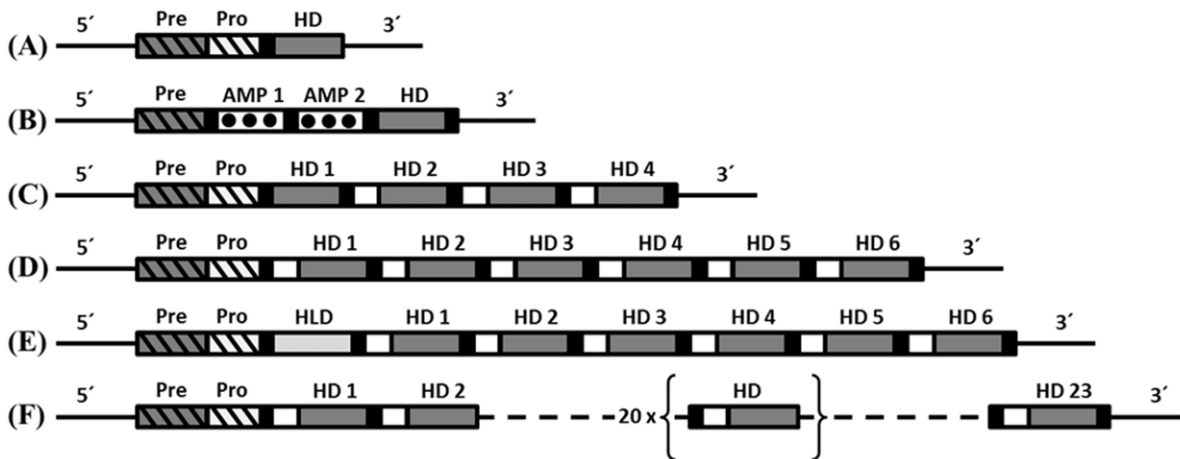 5´ Pre Pro HD 3´
(A)
5´ Pre AMP 1 AMP 2 HD 3´
(B)
5´ Pre Pro HD 1 HD 2 HD 3 HD 4 3´
(C)
5´ Pre Pro HD 1 HD 2 HD 3 HD 4 HD 5 HD 6 3´
(D)
5´ Pre Pro HLD HD 1 HD 2 HD 3 HD 4 HD 5 HD 6 3´
(E)
5´ Pre Pro HD 1 HD 2 HD HD 23 3´
(F) 20 x